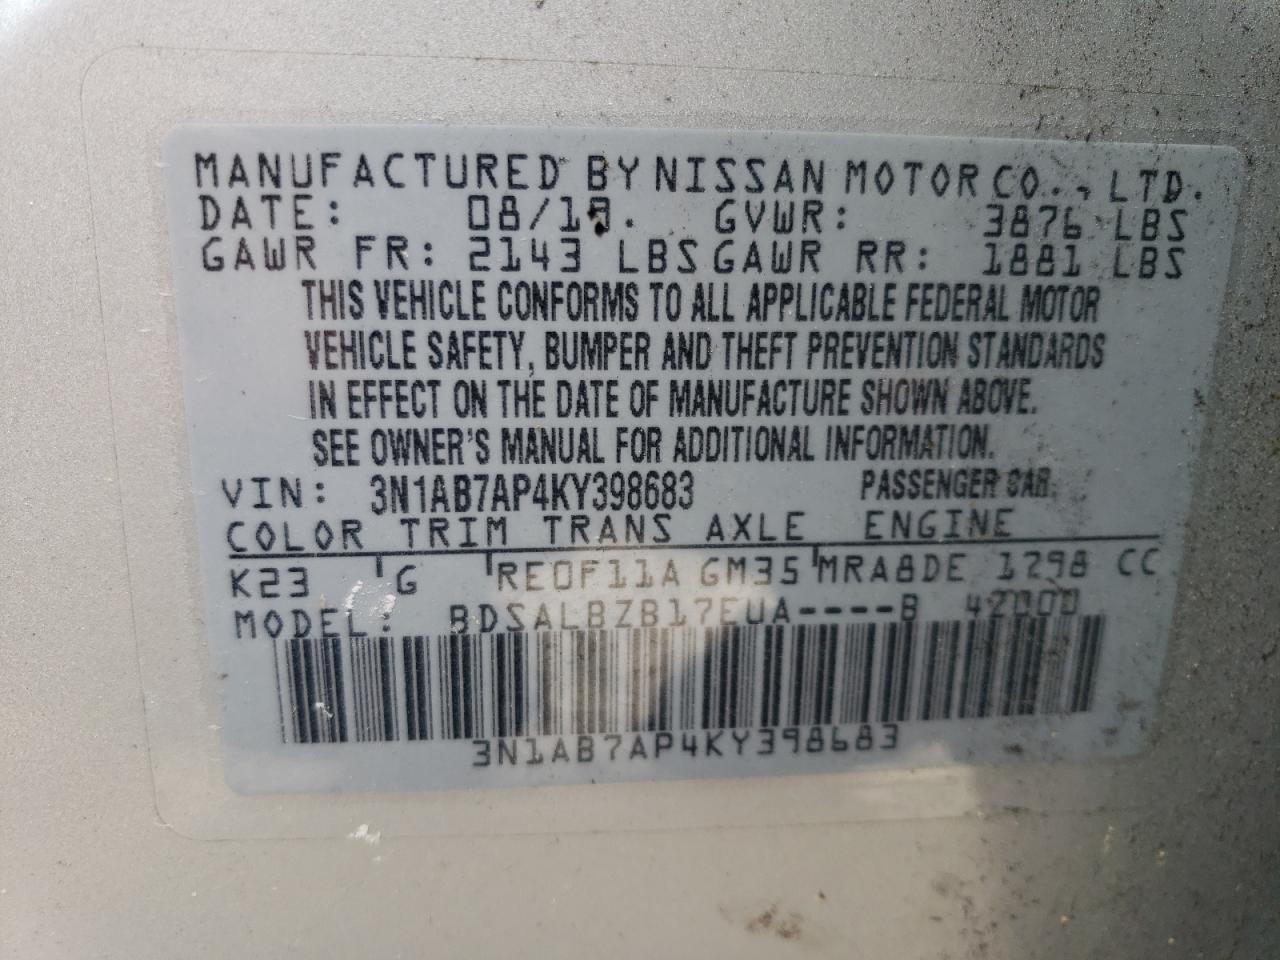 MANUFACTURED BY NISSAN MOTOR CO., LTD.
DATE: GVWR: 3876 LBS
GAWR FR: 2143 LBS GAWR RR: 1881 LBS
THIS VEHICLE CONFORMS TO ALL APPLICABLE FEDERAL MOTOR
VEHICLE SAFETY, BUMPER AND THEFT PREVENTION STANDARDS
IN EFFECT ON THE DATE OF MANUFACTURE SHOWN ABOVE.
SEE OWNER'S MANUAL FOR ADDITIONAL INFORMATION.
VIN: 3N1AB7AP4KY398683 PASSENGER CAR
COLOR TRIM TRANS AXLE ENGINE
K23 G RE0F11A GM35 MRA8DE CC
MODEL: BDSALBZB17EUA----B
3N1AB7AP4KY398683